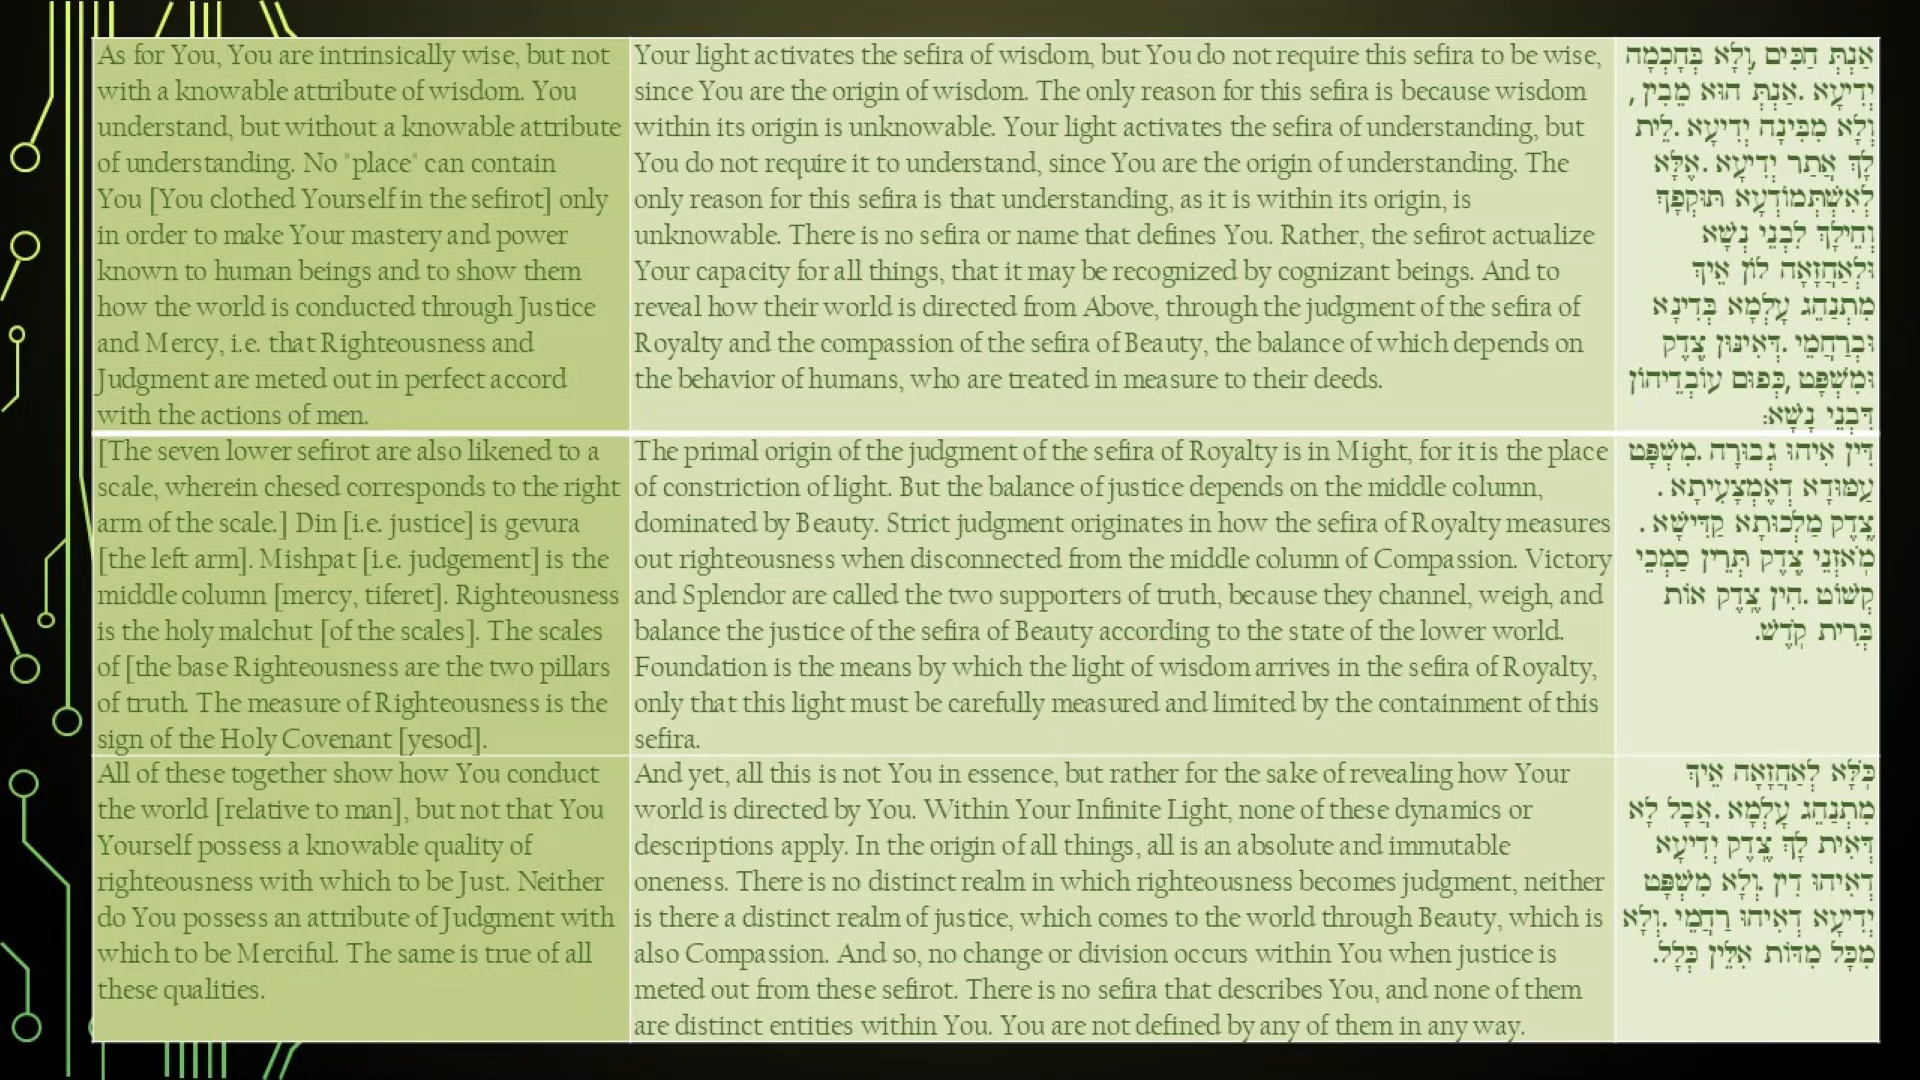 As for You, You are intrinsically wise, but not
with a knowable attribute of wisdom. You
understand, but without a knowable attribute
of understanding. No "place" can contain
You [You clothed Yourself in the sefirot] only
in order to make Your mastery and power
known to human beings and to show them
how the world is conducted through Justice
and Mercy, i.e. that Righteousness and
Judgment are meted out in perfect accord
with the actions of men.
Your light activates the sefira of wisdom, but You do not require this sefira to be wise,
since You are the origin of wisdom. The only reason for this sefira is because wisdom
within its origin is unknowable. Your light activates the sefira of understanding, but
You do not require it to understand, since You are the origin of understanding. The
only reason for this sefira is that understanding, as it is within its origin, is
unknowable. There is no sefira or name that defines You. Rather, the sefirot actualize
Your capacity for all things, that it may be recognized by cognizant beings. And to
reveal how their world is directed from Above, through the judgment of the sefira of
Royalty and the compassion of the sefira of Beauty, the balance of which depends on
the behavior of humans, who are treated in measure to their deeds.
אַנְתְּ חַכִּים ,וְלָא בְּחָכְמָה
יְדִיעָא .אַנְתְּ הוּא מֵבִין ,
וְלָא מִבִּינָה יְדִיעָא .לֵית
לָךְ אֲתַר יְדִיעָא .אֶלָּא
לְאִשְׁתְּמוֹדְעָא תּוּקְפָּךְ
וְחֵילָךְ לִבְנֵי נָשָׁא
וּלְאַחֲזָאָה לוֹן אֵיךְ
מִתְנַהֵג עָלְמָא בְּדִינָא
וּבְרַחֲמֵי .דְּאִינּוּן צֶדֶק
וּמִשְׁפָּט ,כְּפוּם עוֹבְדֵיהוֹן
דִּבְנֵי נָשָׁא:
[The seven lower sefirot are also likened to a
scale, wherein chesed corresponds to the right
arm of the scale.] Din [i.e. justice] is gevura
[the left arm]. Mishpat [i.e. judgement] is the
middle column [mercy, tiferet]. Righteousness
is the holy malchut [of the scales]. The scales
of [the base Righteousness are the two pillars
of truth. The measure of Righteousness is the
sign of the Holy Covenant [yesod].
The primal origin of the judgment of the sefira of Royalty is in Might, for it is the place
of constriction of light. But the balance of justice depends on the middle column,
dominated by Beauty. Strict judgment originates in how the sefira of Royalty measures
out righteousness when disconnected from the middle column of Compassion. Victory
and Splendor are called the two supporters of truth, because they channel, weigh, and
balance the justice of the sefira of Beauty according to the state of the lower world.
Foundation is the means by which the light of wisdom arrives in the sefira of Royalty,
only that this light must be carefully measured and limited by the containment of this
sefira.
דִּין אִיהוּ גְבוּרָה .מִשְׁפָּט
עַמּוּדָא דְאֶמְצָעִיתָא .
צֶדֶק מַלְכוּתָא קַדִּישָׁא .
מֹאזְנֵי צֶדֶק תְּרֵין סַמְכֵי
קְשׁוֹט .הִין צֶדֶק אוֹת
בְּרִית קֹדֶשׁ.
All of these together show how You conduct
the world [relative to man], but not that You
Yourself possess a knowable quality of
righteousness with which to be Just. Neither
do You possess an attribute of Judgment with
which to be Merciful. The same is true of all
these qualities.
And yet, all this is not You in essence, but rather for the sake of revealing how Your
world is directed by You. Within Your Infinite Light, none of these dynamics or
descriptions apply. In the origin of all things, all is an absolute and immutable
oneness. There is no distinct realm in which righteousness becomes judgment, neither
is there a distinct realm of justice, which comes to the world through Beauty, which is
also Compassion. And so, no change or division occurs within You when justice is
meted out from these sefirot. There is no sefira that describes You, and none of them
are distinct entities within You. You are not defined by any of them in any way.
כֹּלָּא לְאַחֲזָאָה אֵיךְ
מִתְנַהֵג עָלְמָא .אֲבָל לָא
דְּאִית לָךְ צֶדֶק יְדִיעָא
דְאִיהוּ דִין .וְלָא מִשְׁפָּט
יְדִיעָא דְאִיהוּ רַחֲמֵי .וְלָא
מִכָּל מִדּוֹת אִלֵּין כְּלָל.